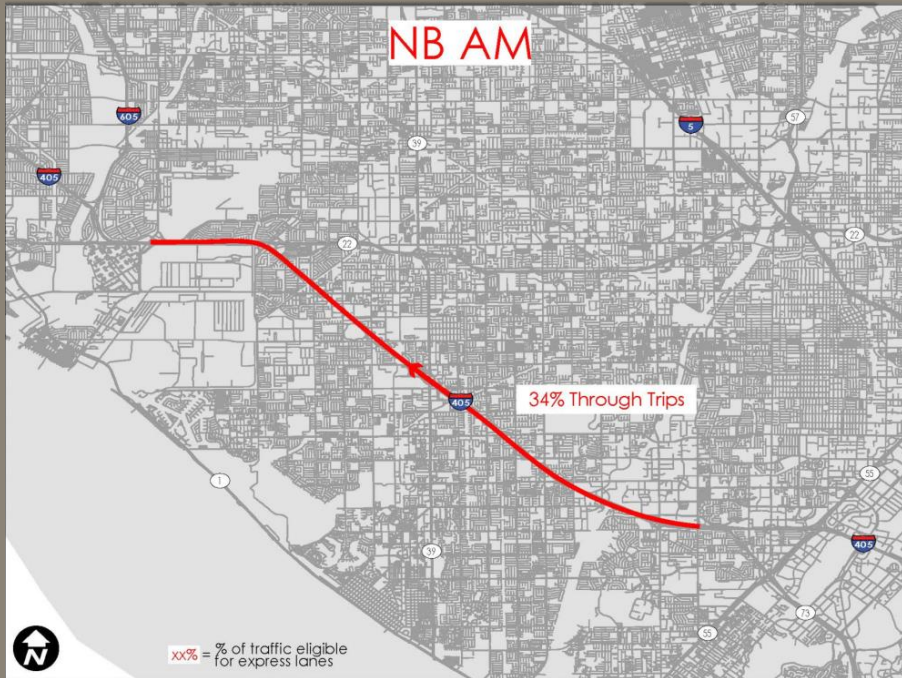 NB AM
605
5
57
405
39
22
22
405
34% Through Trips
55
1
405
39
73
55
N
xx% = % of traffic eligible
for express lanes